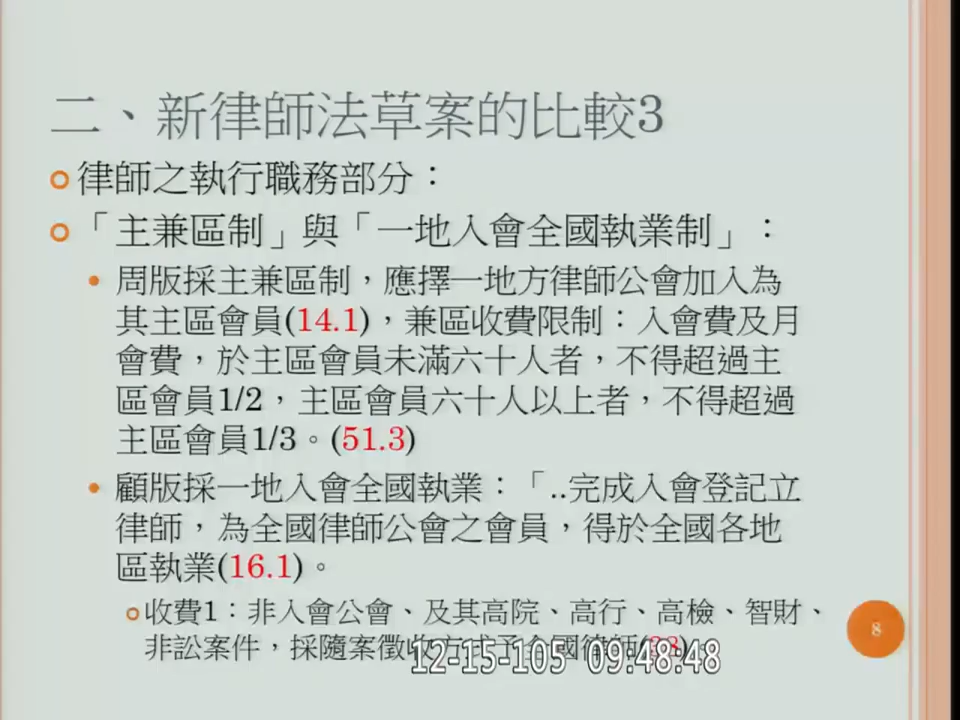 二、新律師法草案的比較3
律師之執行職務部分：
「主兼區制」與「一地入會全國執業制」：
周版採主兼區制，應擇一地方律師公會加入為
其主區會員(14.1)，兼區收費限制：入會費及月
會費，於主區會員未滿六十人者，不得超過主
區會員1/2，主區會員六十人以上者，不得超過
主區會員1/3。(51.3)
顧版採一地入會全國執業：「..完成入會登記立
律師，為全國律師公會之會員，得於全國各地
區執業(16.1)。
收費1：非入會公會、及其高院、高行、高檢、智財、
非訟案件，採隨案徵收方式予全國律師
12-15-105 09:48:48
8